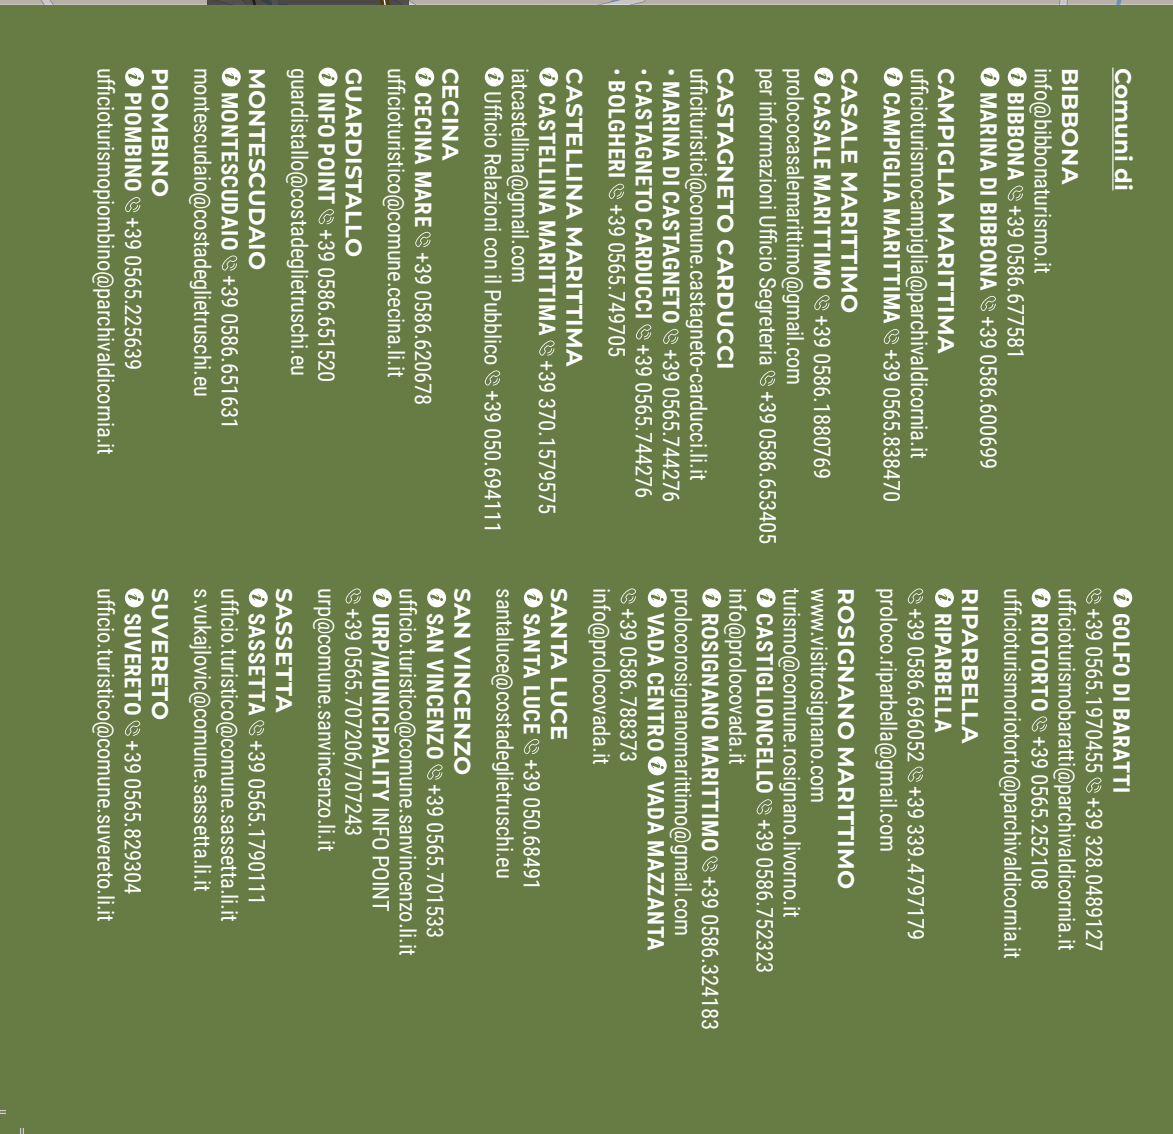 Comuni di
BIBBONA
info@bibbonaturismo.it
BIBBONA +39 0586.677581
MARINA DI BIBBONA +39 0586.600699
CAMPIGLIA MARITTIMA
ufficioturismocampiglia@parchivaldicornia.it
CAMPIGLIA MARITTIMA +39 0565.838470
CASALE MARITTIMO
CASALE MARITTIMO +39 0586.1880769
prolococasalemarittimo@gmail.com
per informazioni Ufficio Segreteria +39 0586.653405
CASTAGNETO CARDUCCI
ufficituristici@comune.castagneto-carducci.li.it
• MARINA DI CASTAGNETO +39 0565.744276
• CASTAGNETO CARDUCCI +39 0565.744276
• BOLGHERI +39 0565.749705
CASTELLINA MARITTIMA
CASTELLINA MARITTIMA +39 370.1579575
iatcastellina@gmail.com
Ufficio Relazioni con il Pubblico +39 050.694111
CECINA
CECINA MARE +39 0586.620678
ufficioturistico@comune.cecina.li.it
GUARDISTALLO
INFO POINT +39 0586.651520
guardistallo@costadeglietruschi.eu
MONTESCUDAIO
MONTESCUDAIO +39 0586.651631
montescudaio@costadeglietruschi.eu
PIOMBINO
PIOMBINO +39 0565.225639
ufficioturismopiombino@parchivaldicornia.it
GOLFO DI BARATTI
+39 0565.1970455 +39 328.0489127
ufficioturismobaratti@parchivaldicornia.it
RIOTORTO +39 0565.252108
ufficioturismoriotorto@parchivaldicornia.it
RIPARBELLA
RIPARBELLA
+39 0586.696052 +39 339.4797179
proloco.riparbella@gmail.com
ROSIGNANO MARITTIMO
www.visitrosignano.com
turismo@comune.rosignano.livorno.it
CASTIGLIONCELLO +39 0586.752323
info@prolocovada.it
ROSIGNANO MARITTIMO +39 0586.324183
prolocorosignanomarittimo@gmail.com
VADA CENTRO VADA MAZZANTA
+39 0586.788373
info@prolocovada.it
SANTA LUCE
SANTA LUCE +39 050.68491
santaluce@costadeglietruschi.eu
SAN VINCENZO
SAN VINCENZO +39 0565.701533
ufficio.turistico@comune.sanvincenzo.li.it
URP/MUNICIPALITY INFO POINT
+39 0565.707206/707243
urp@comune.sanvincenzo.li.it
SASSETTA
SASSETTA +39 0565.1790111
ufficio.turistico@comune.sassetta.li.it
s.vukajlovic@comune.sassetta.li.it
SUVERETO
SUVERETO +39 0565.829304
ufficio.turistico@comune.suvereto.li.it